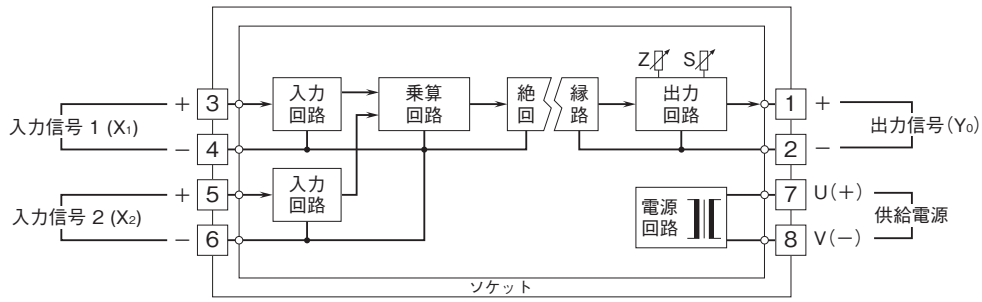 Z S
入力
回路
乗算
回路
絶
回
縁
路
出力
回路
入力信号 1 (X1)
+ 3
− 4
1 +
2 −
出力信号(Y0)
入力信号 2 (X2)
+ 5
− 6
入力
回路
電源
回路
7 U(+)
8 V(−)
供給電源
ソケット